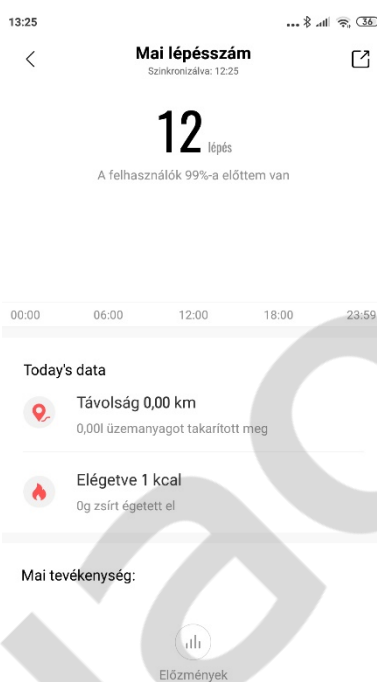 13:25
36
Mai lépésszám
Szinkronizálva: 12:25
12 lépés
A felhasználók 99%-a előttem van
00:00 06:00 12:00 18:00 23:59
Today's data
Távolság 0,00 km
0,00l üzemanyagot takarított meg
Elégetve 1 kcal
0g zsírt égetett el
Mai tevékenység:
Előzmények